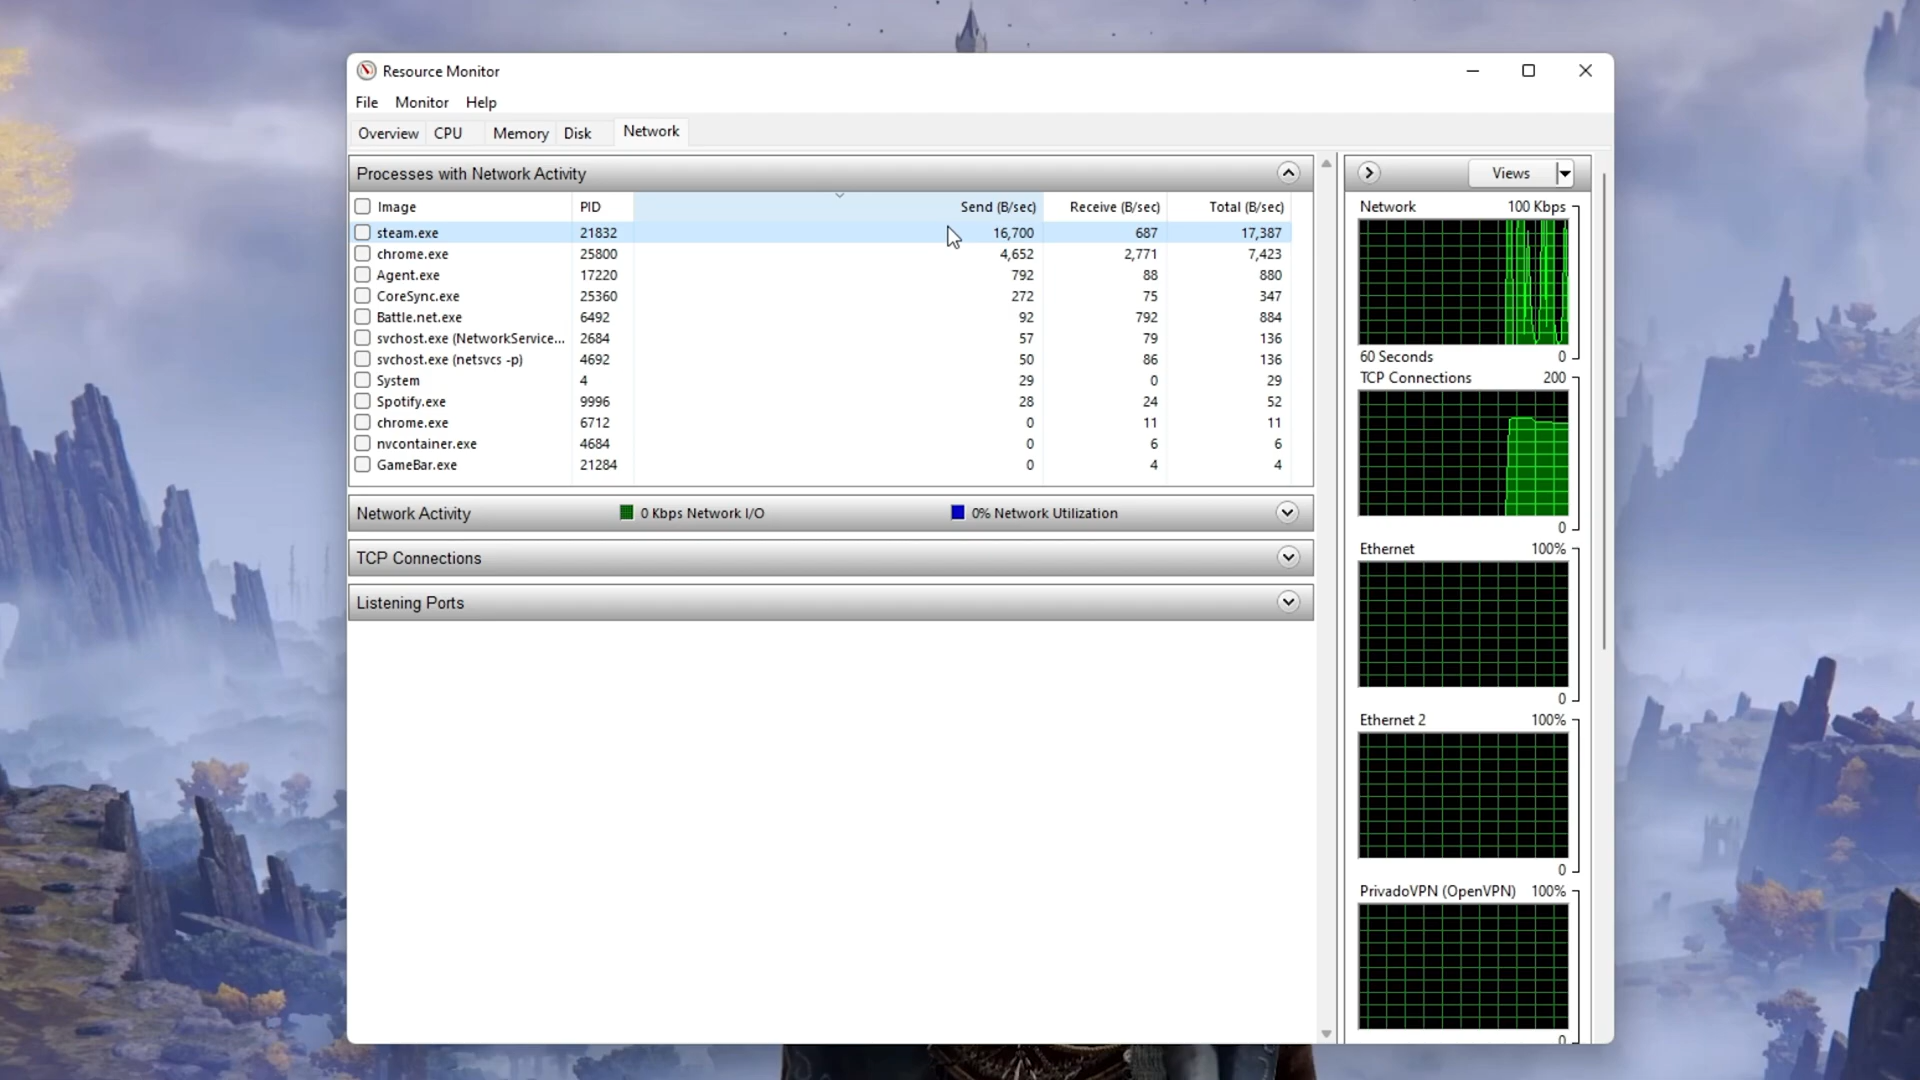 Resource Monitor
File Monitor Help
Overview CPU Memory Disk Network
Processes with Network Activity
Image PID Send (B/sec) Receive (B/sec) Total (B/sec)
steam.exe 21832 16,700 687 17,387
chrome.exe 25800 4,652 2,771 7,423
Agent.exe 17220 792 88 880
CoreSync.exe 25360 272 75 347
Battle.net.exe 6492 92 792 884
svchost.exe (NetworkService... 2684 57 79 136
svchost.exe (netsvcs -p) 4692 50 86 136
System 4 29 0 29
Spotify.exe 9996 28 24 52
chrome.exe 6712 0 11 11
nvcontainer.exe 4684 0 6 6
GameBar.exe 21284 0 4 4
Network Activity 0 Kbps Network I/O 0% Network Utilization
TCP Connections
Listening Ports
Views
Network 100 Kbps
60 Seconds 0
TCP Connections 200
0
Ethernet 100%
0
Ethernet 2 100%
0
PrivadoVPN (OpenVPN) 100%
0